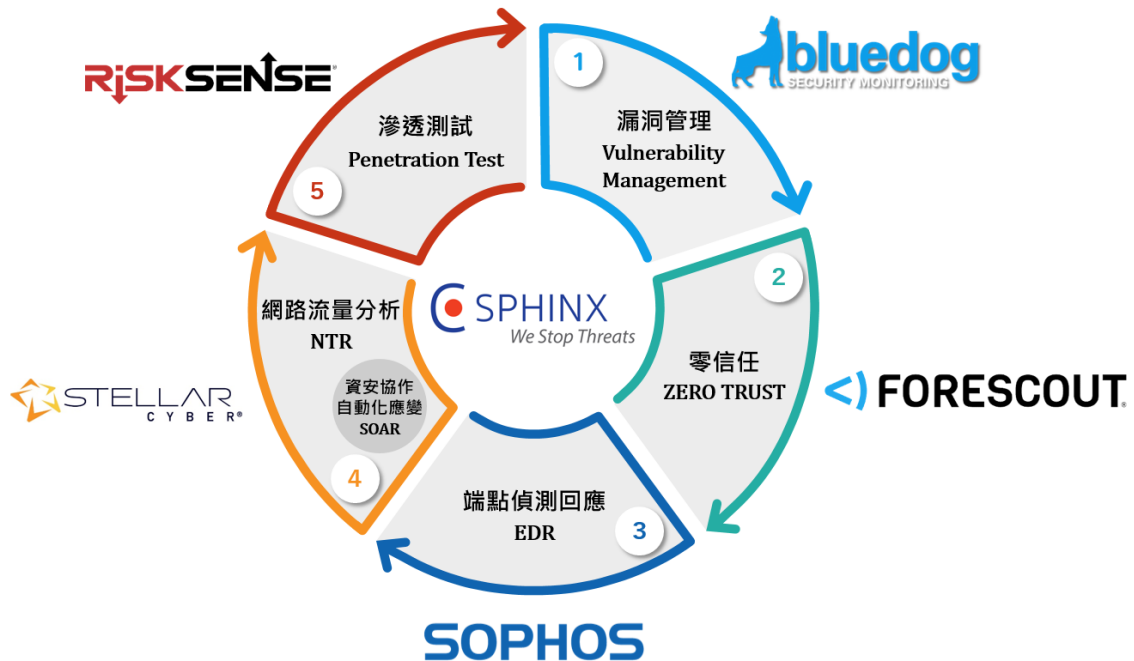 RiSKSENSE®
1
bluedog
SECURITY MONITORING
漏洞管理
Vulnerability
Management
2
零信任
ZERO TRUST
FORESCOUT®
3
端點偵測回應
EDR
SOPHOS
4
網路流量分析
NTR
資安協作
自動化應變
SOAR
STELLAR
CYBER®
5
滲透測試
Penetration Test
SPHINX
We Stop Threats